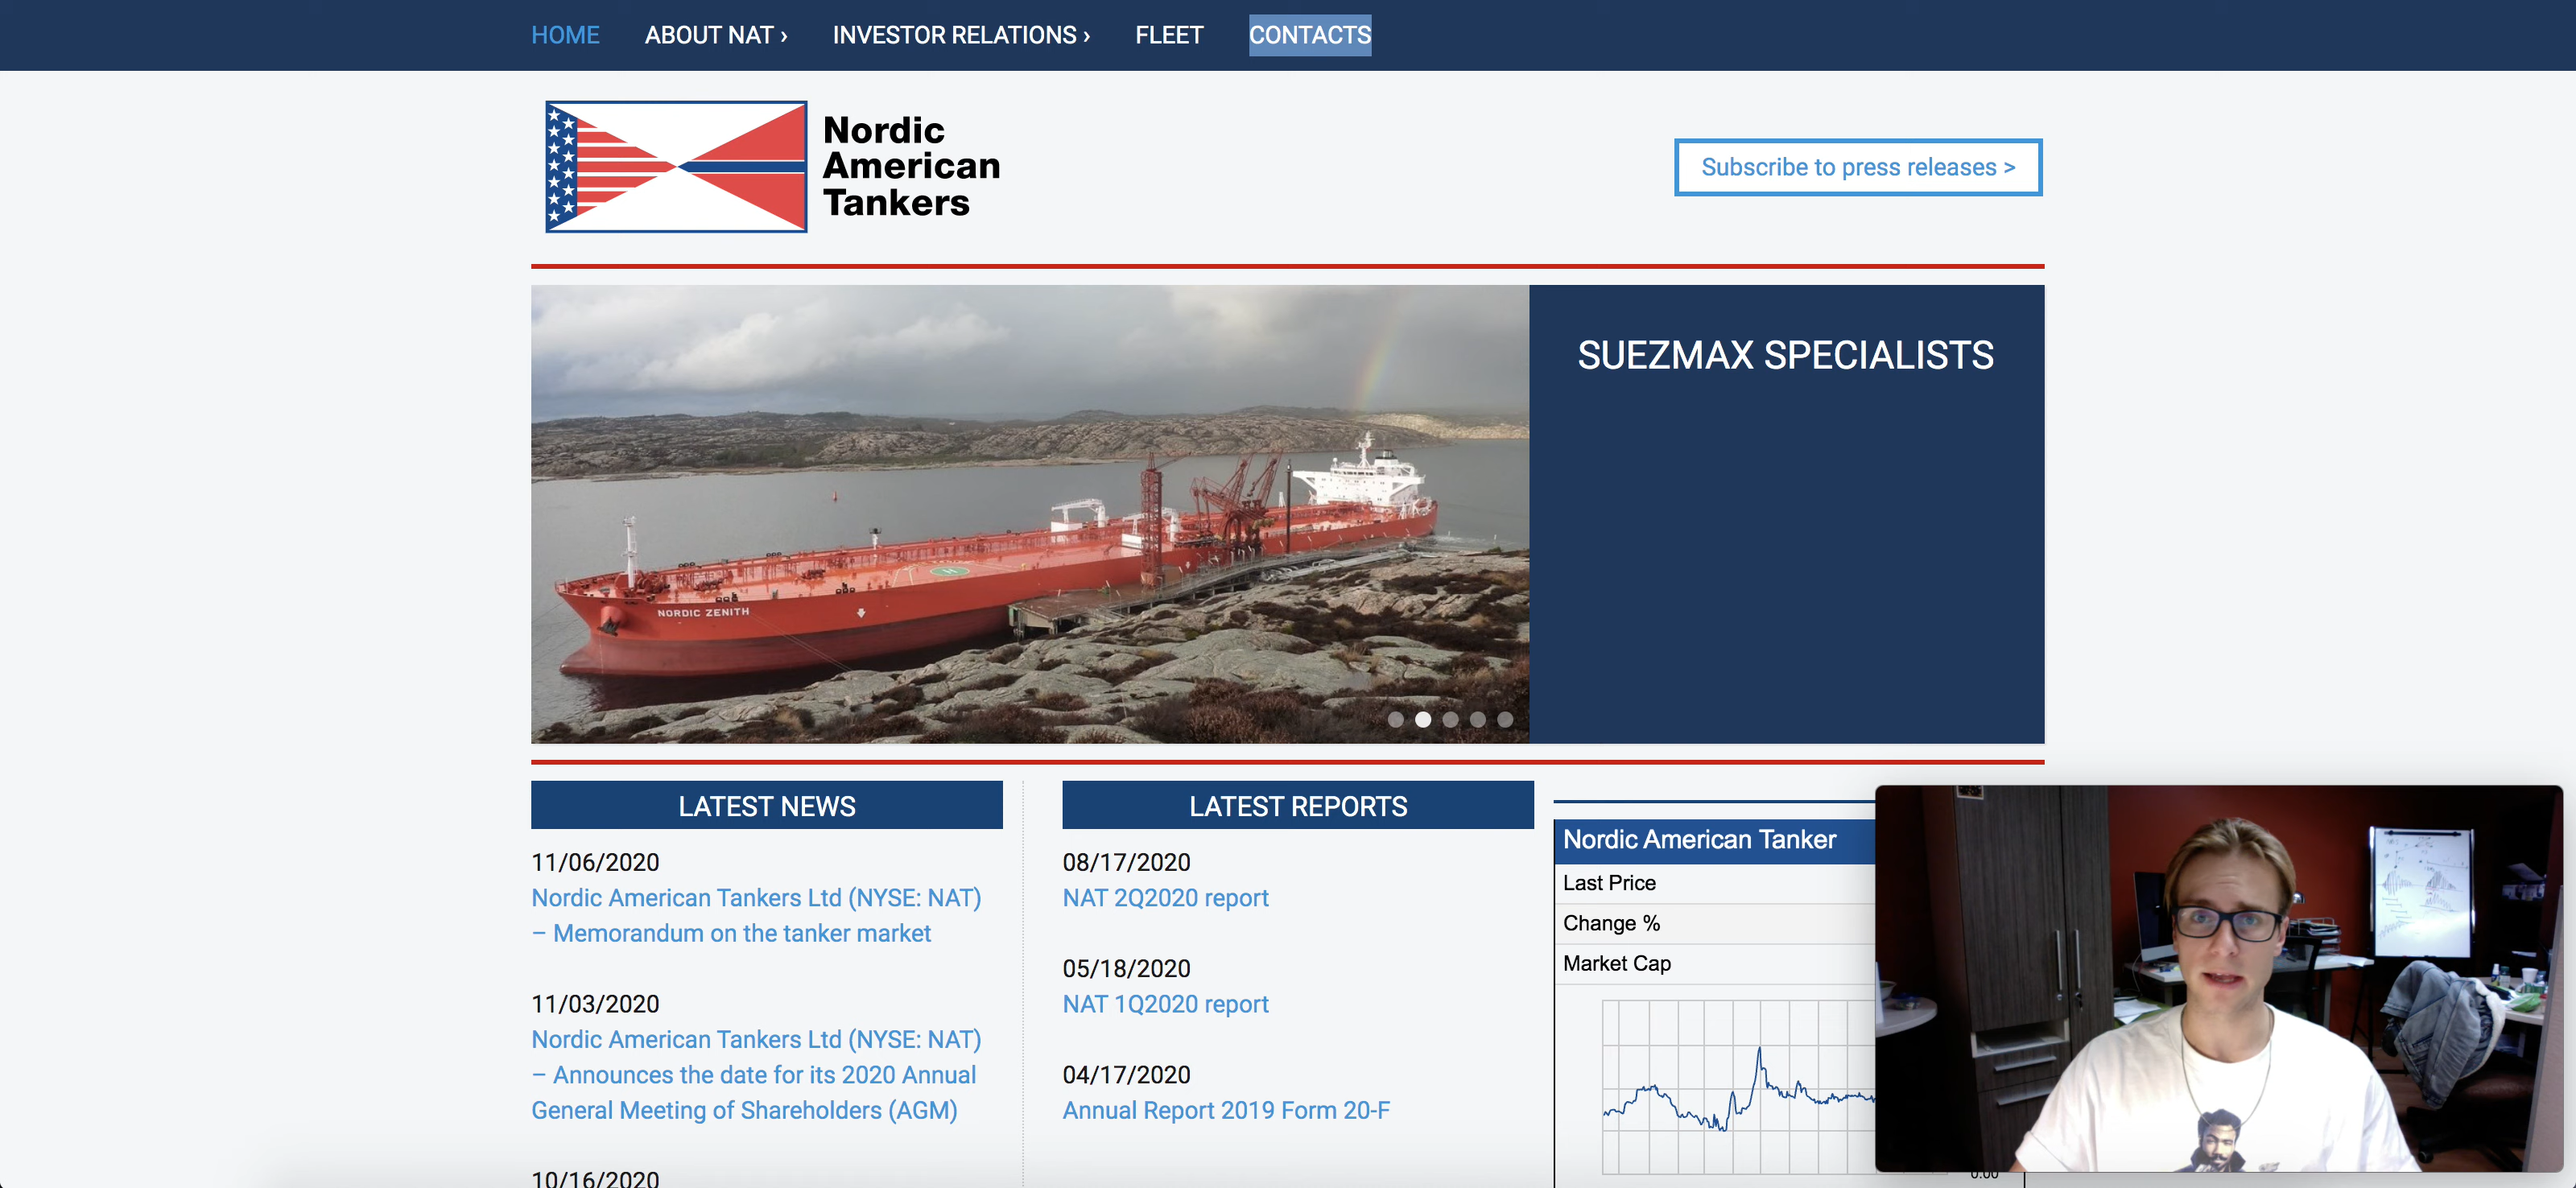 HOME ABOUT NAT › INVESTOR RELATIONS › FLEET CONTACTS
Nordic
American
Tankers
Subscribe to press releases >
SUEZMAX SPECIALISTS
NORDIC ZENITH
H
LATEST NEWS
11/06/2020
Nordic American Tankers Ltd (NYSE: NAT)
– Memorandum on the tanker market
11/03/2020
Nordic American Tankers Ltd (NYSE: NAT)
– Announces the date for its 2020 Annual
General Meeting of Shareholders (AGM)
10/16/2020
LATEST REPORTS
08/17/2020
NAT 2Q2020 report
05/18/2020
NAT 1Q2020 report
04/17/2020
Annual Report 2019 Form 20-F
Nordic American Tanker
Last Price
Change %
Market Cap
0.00